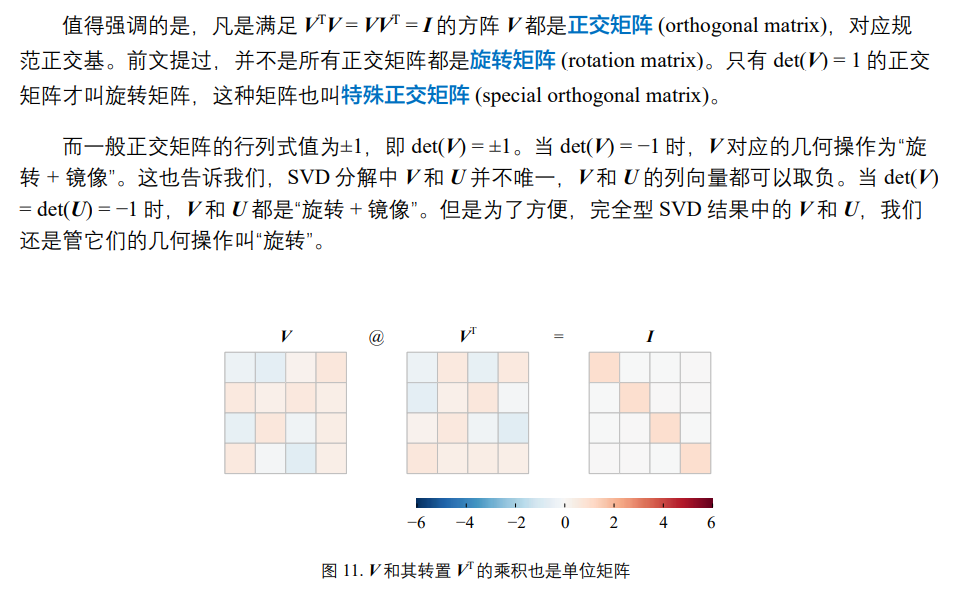 值得强调的是，凡是满足 VᵀV = VVᵀ = I 的方阵 V 都是正交矩阵 (orthogonal matrix)，对应规
范正交基。前文提过，并不是所有正交矩阵都是旋转矩阵 (rotation matrix)。只有 det(V) = 1 的正交
矩阵才叫旋转矩阵，这种矩阵也叫特殊正交矩阵 (special orthogonal matrix)。
而一般正交矩阵的行列式值为±1，即 det(V) = ±1。当 det(V) = −1 时，V 对应的几何操作为“旋
转 + 镜像”。这也告诉我们，SVD 分解中 V 和 U 并不唯一，V 和 U 的列向量都可以取负。当 det(V)
= det(U) = −1 时，V 和 U 都是“旋转 + 镜像”。但是为了方便，完全型 SVD 结果中的 V 和 U，我们
还是管它们的几何操作叫“旋转”。
V @ Vᵀ = I
−6 −4 −2 0 2 4 6
图 11. V 和其转置 Vᵀ 的乘积也是单位矩阵